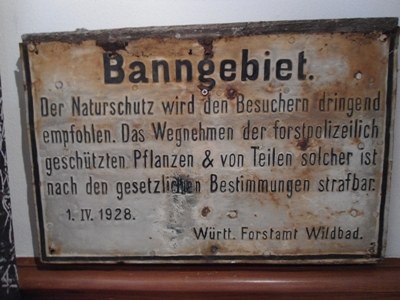 Banngebiet.
Der Naturschutz wird den Besuchern dringend
empfohlen. Das Wegnehmen der forstpolizeilich
geschützten Pflanzen & von Teilen solcher ist
nach den gesetzlichen Bestimmungen strafbar.
1. IV. 1928.
Württ. Forstamt Wildbad.